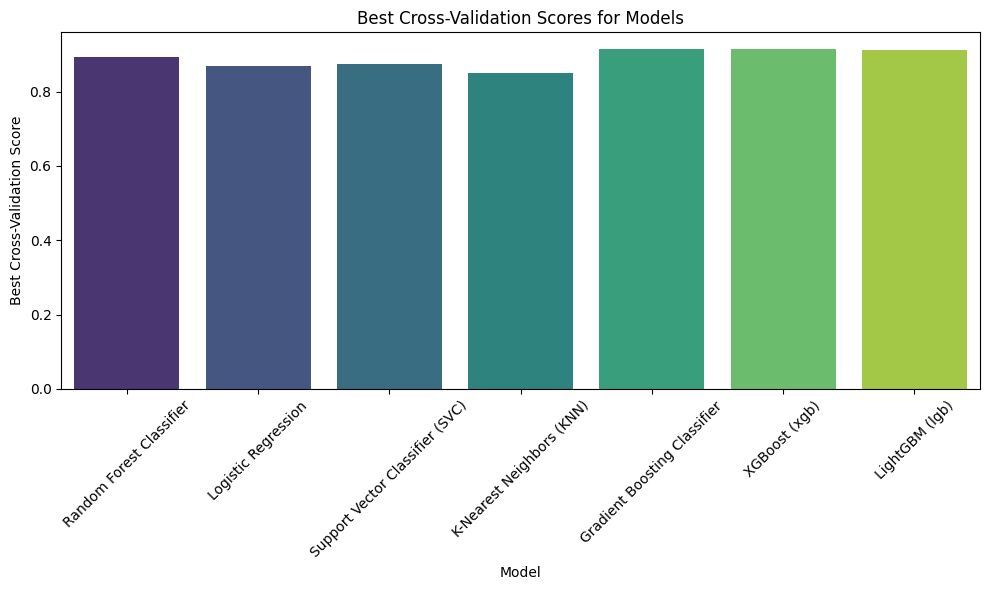 Best Cross-Validation Scores for Models
Best Cross-Validation Score
0.8
0.6
0.4
0.2
0.0
Random Forest Classifier
Logistic Regression
Support Vector Classifier (SVC)
K-Nearest Neighbors (KNN)
Gradient Boosting Classifier
XGBoost (xgb)
LightGBM (lgb)
Model